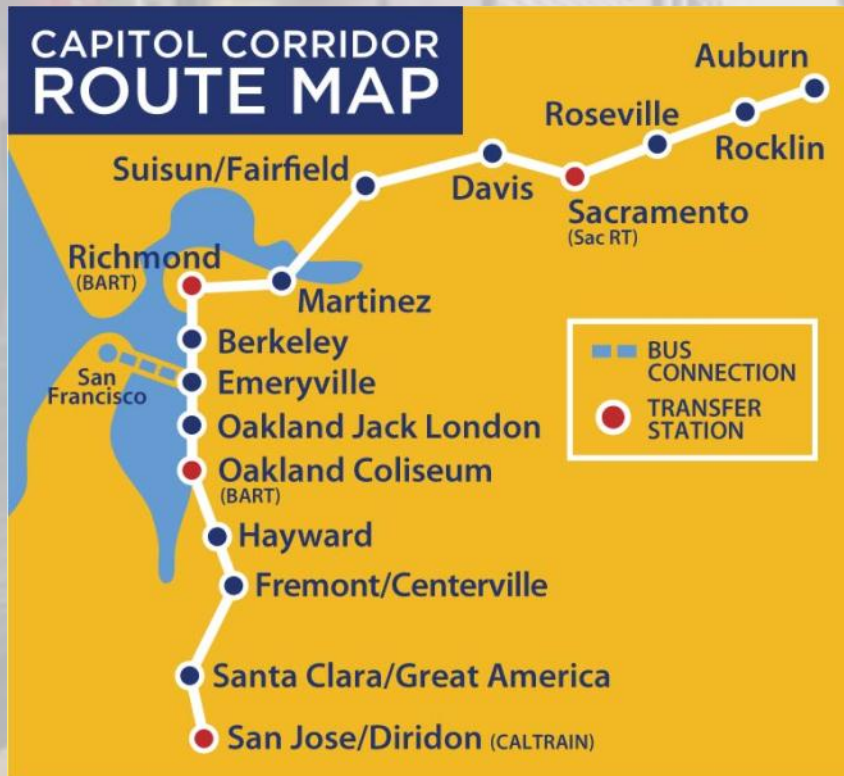 CAPITOL CORRIDOR
ROUTE MAP
Auburn
Roseville
Rocklin
Suisun/Fairfield
Davis
Sacramento
(Sac RT)
Richmond
(BART)
Martinez
Berkeley
San
Francisco
Emeryville
Oakland Jack London
Oakland Coliseum
(BART)
Hayward
Fremont/Centerville
Santa Clara/Great America
San Jose/Diridon (CALTRAIN)
BUS
CONNECTION
TRANSFER
STATION